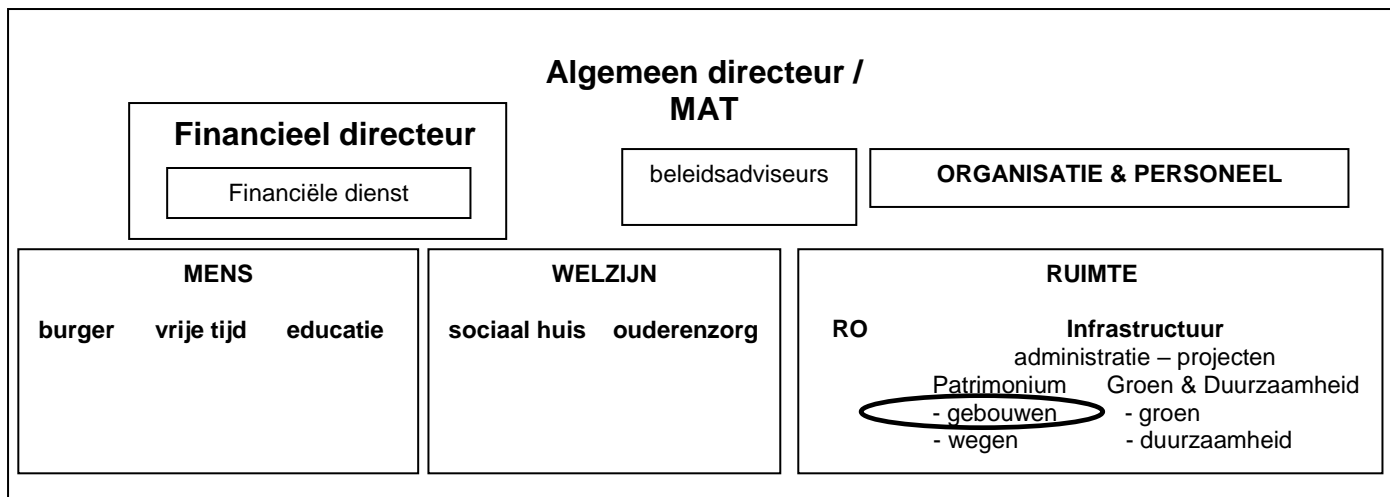 Algemeen directeur /
MAT
Financieel directeur
Financiële dienst
beleidsadviseurs
ORGANISATIE & PERSONEEL
MENS
burger vrije tijd educatie
WELZIJN
sociaal huis ouderenzorg
RUIMTE
RO Infrastructuur
administratie – projecten
Patrimonium Groen & Duurzaamheid
- gebouwen - groen
- wegen - duurzaamheid